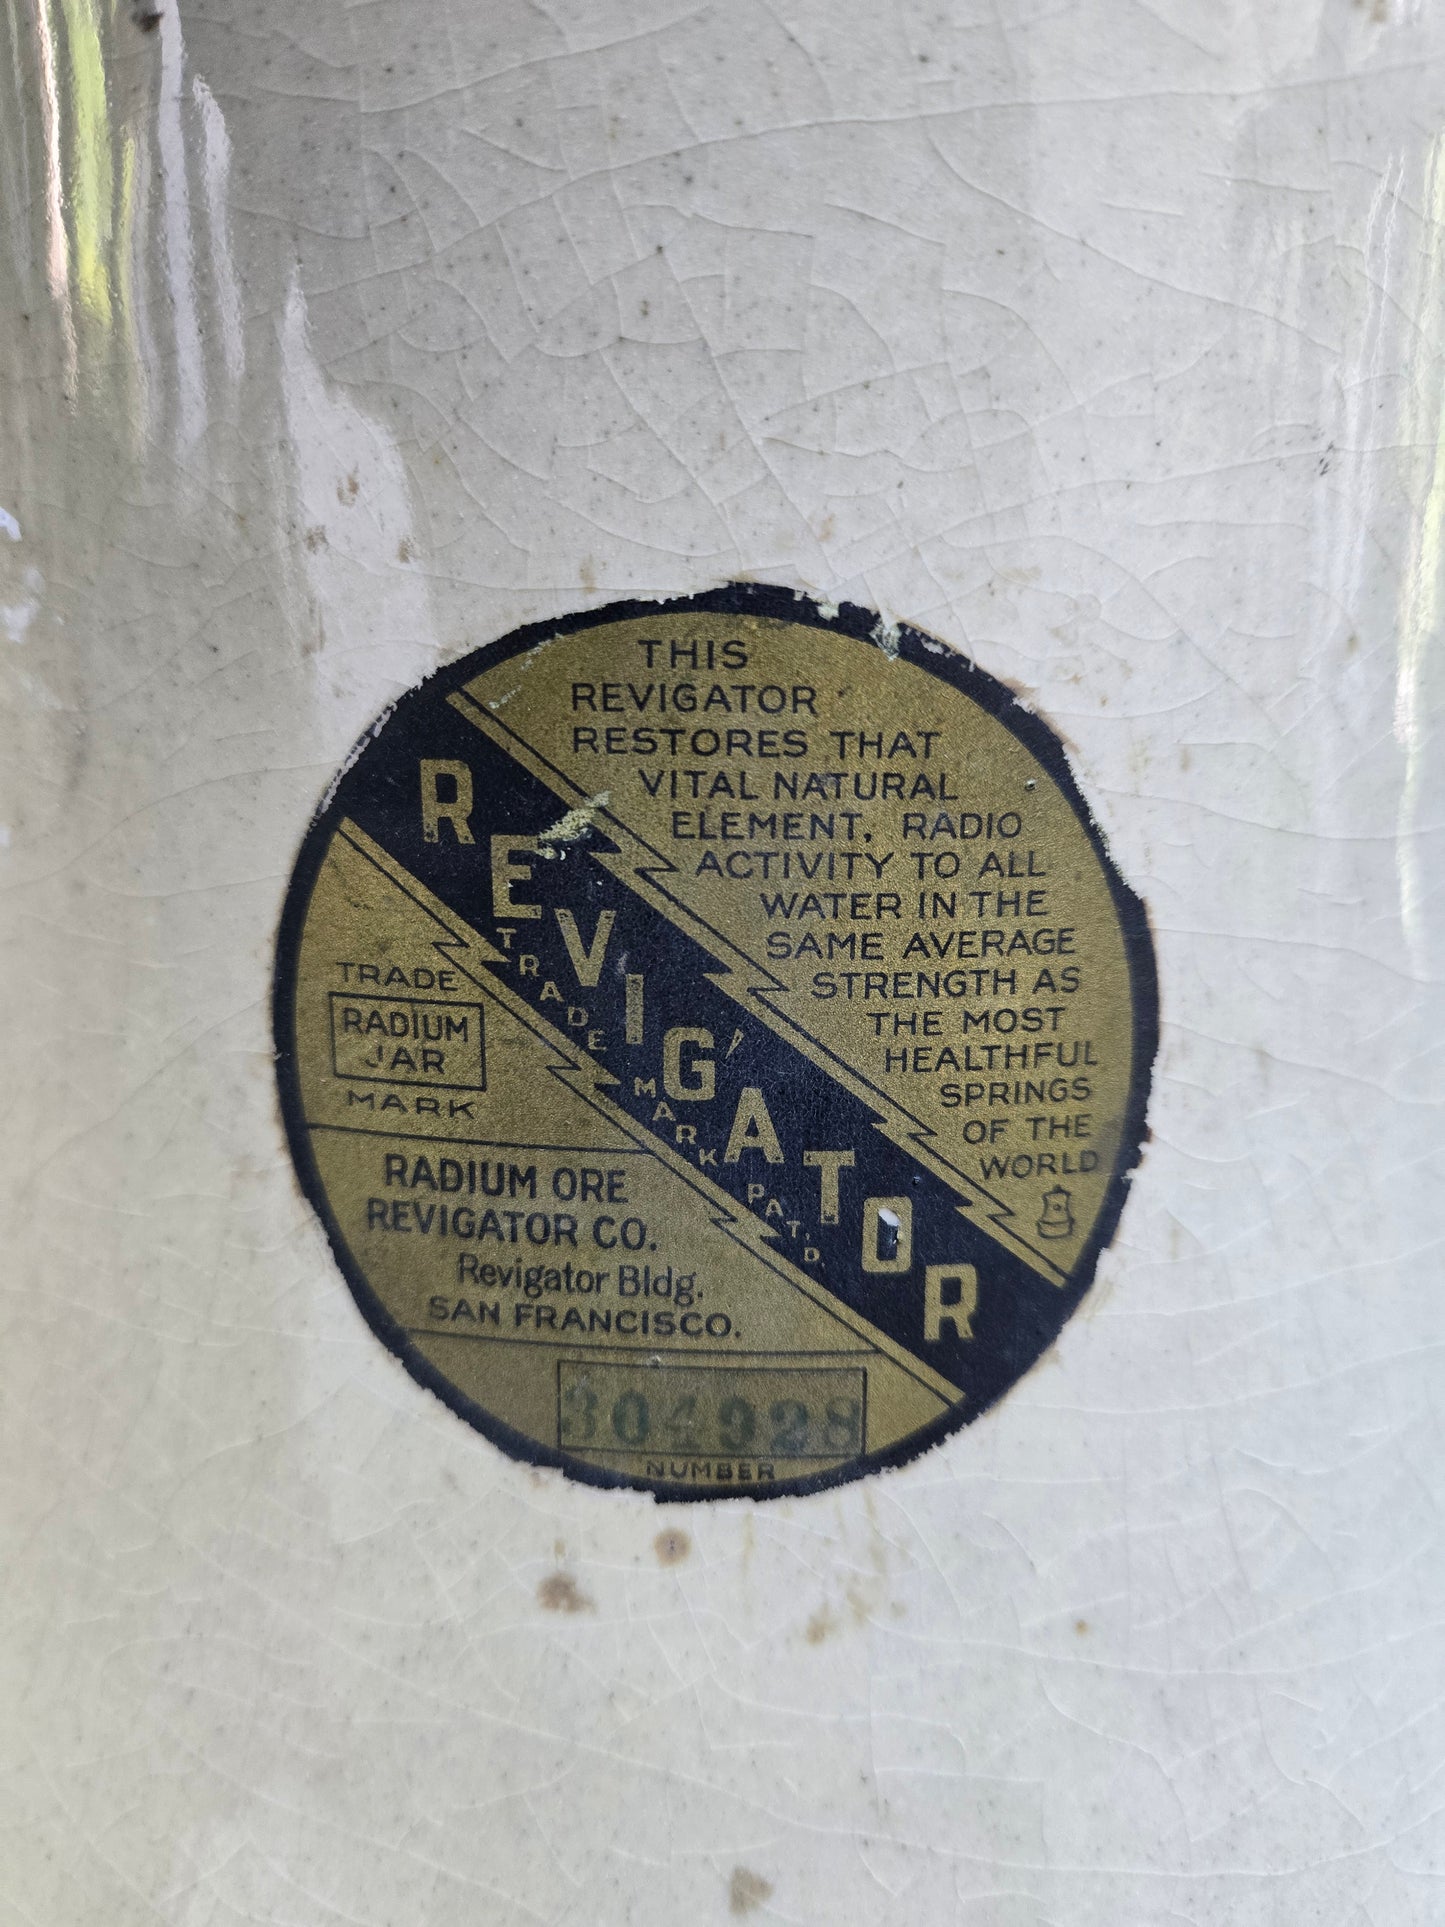 THIS
REVIGATOR
RESTORES THAT
VITAL NATURAL
ELEMENT, RADIO
ACTIVITY TO ALL
WATER IN THE
SAME AVERAGE
STRENGTH AS
THE MOST
HEALTHFUL
SPRINGS
OF THE
WORLD
REVIG'ATOR
TRADE MARK PAT'D.
TRADE
RADIUM
JAR
MARK
RADIUM ORE
REVIGATOR CO.
Revigator Bldg.
SAN FRANCISCO.
304928
NUMBER